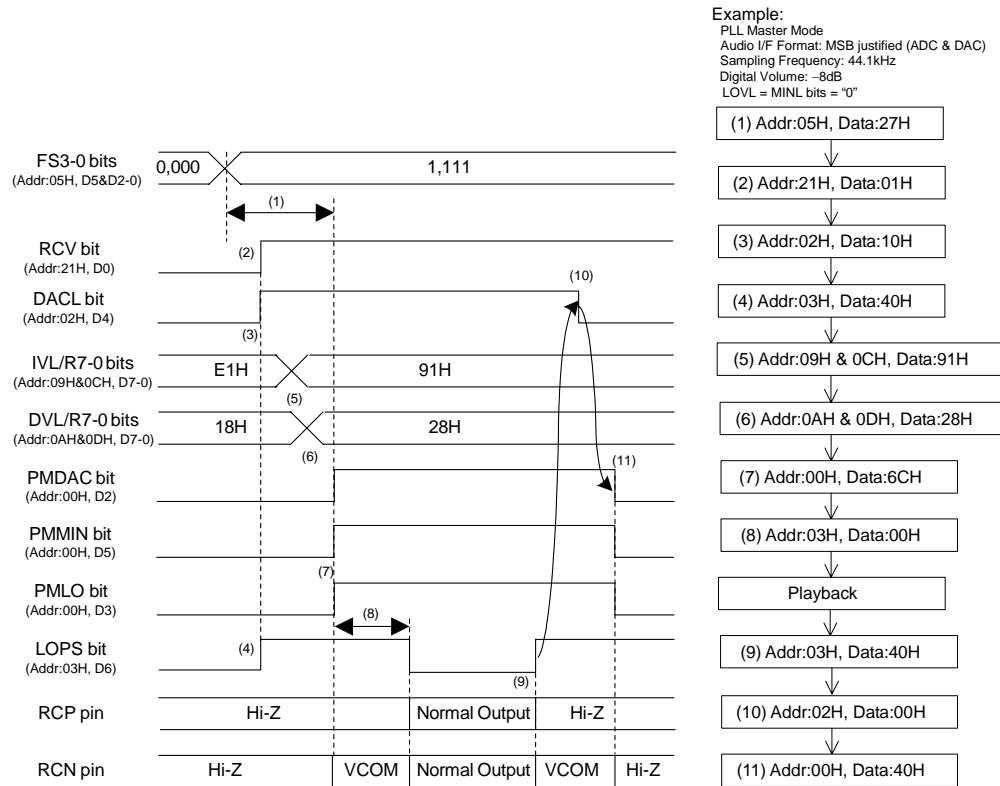 Example:
PLL Master Mode
Audio I/F Format: MSB justified (ADC & DAC)
Sampling Frequency: 44.1kHz
Digital Volume: −8dB
LOVL = MINL bits = “0”
FS3-0 bits
(Addr:05H, D5&D2-0)
0,000
1,111
(1)
RCV bit
(Addr:21H, D0)
(2)
DACL bit
(Addr:02H, D4)
(3)
(10)
IVL/R7-0 bits
(Addr:09H&0CH, D7-0)
E1H
91H
(5)
DVL/R7-0 bits
(Addr:0AH&0DH, D7-0)
18H
28H
(6)
PMDAC bit
(Addr:00H, D2)
(11)
PMMIN bit
(Addr:00H, D5)
(7)
PMLO bit
(Addr:00H, D3)
(8)
LOPS bit
(Addr:03H, D6)
(4)
(9)
RCP pin
Hi-Z
Normal Output
Hi-Z
RCN pin
Hi-Z
VCOM
Normal Output
VCOM
Hi-Z
(1) Addr:05H, Data:27H
(2) Addr:21H, Data:01H
(3) Addr:02H, Data:10H
(4) Addr:03H, Data:40H
(5) Addr:09H & 0CH, Data:91H
(6) Addr:0AH & 0DH, Data:28H
(7) Addr:00H, Data:6CH
(8) Addr:03H, Data:00H
Playback
(9) Addr:03H, Data:40H
(10) Addr:02H, Data:00H
(11) Addr:00H, Data:40H